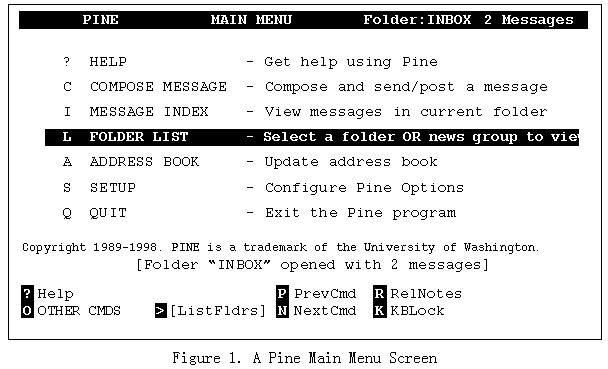 PINE MAIN MENU Folder:INBOX 2 Messages
? HELP - Get help using Pine
C COMPOSE MESSAGE - Compose and send/post a message
I MESSAGE INDEX - View messages in current folder
L FOLDER LIST - Select a folder OR news group to view
A ADDRESS BOOK - Update address book
S SETUP - Configure Pine Options
Q QUIT - Exit the Pine program
Copyright 1989-1998. PINE is a trademark of the University of Washington.
[Folder “INBOX” opened with 2 messages]
? Help P PrevCmd R RelNotes
O OTHER CMDS > [ListFldrs] N NextCmd K KBLock
Figure 1. A Pine Main Menu Screen